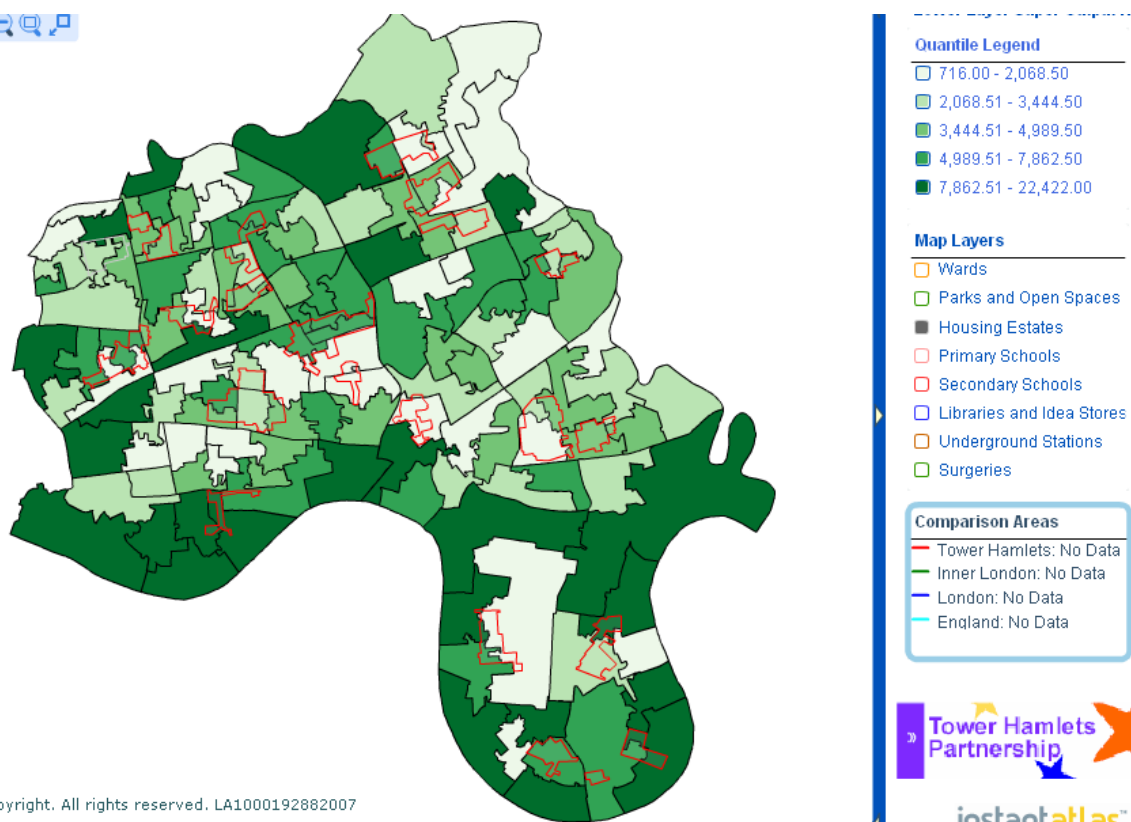 Quantile Legend
716.00 - 2,068.50
2,068.51 - 3,444.50
3,444.51 - 4,989.50
4,989.51 - 7,862.50
7,862.51 - 22,422.00
Map Layers
Wards
Parks and Open Spaces
Housing Estates
Primary Schools
Secondary Schools
Libraries and Idea Stores
Underground Stations
Surgeries
Comparison Areas
Tower Hamlets: No Data
Inner London: No Data
London: No Data
England: No Data
» Tower Hamlets
Partnership
instantatlas™
pyright. All rights reserved. LA1000192882007